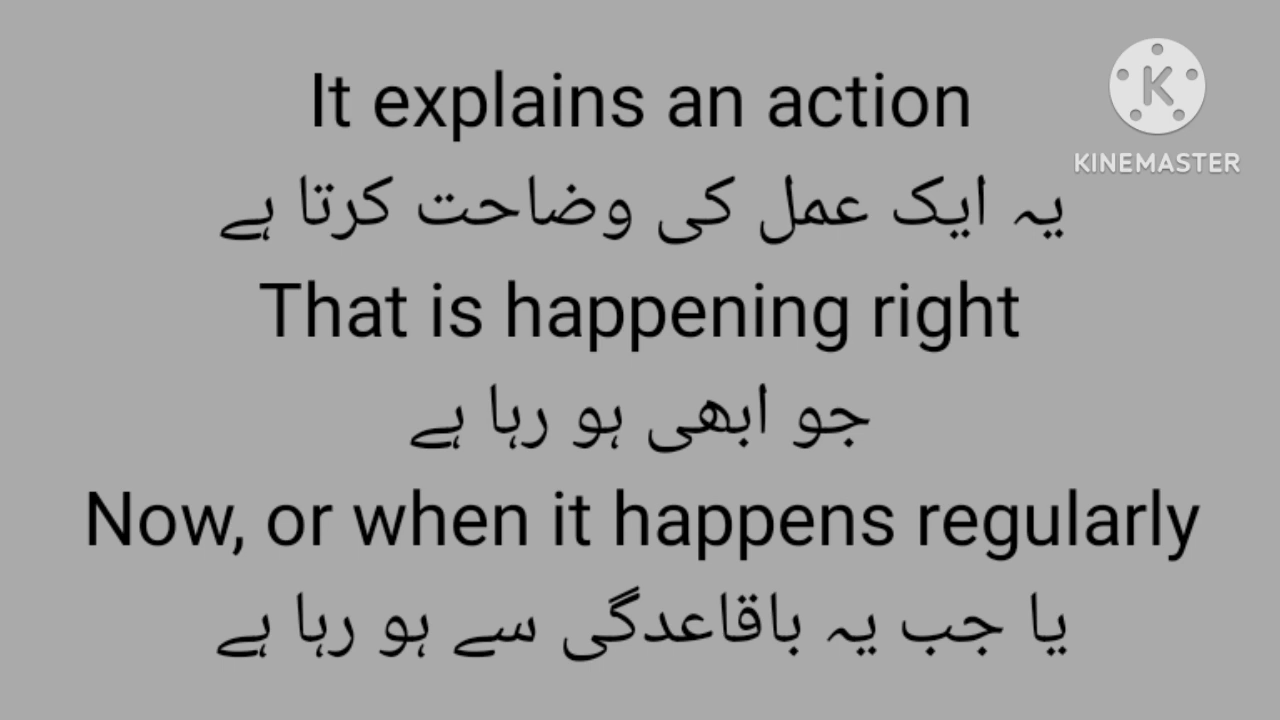 It explains an action
یہ ایک عمل کی وضاحت کرتا ہے
That is happening right
جو ابھی ہو رہا ہے
Now, or when it happens regularly
یا جب یہ باقاعدگی سے ہو رہا ہے
KINEMASTER